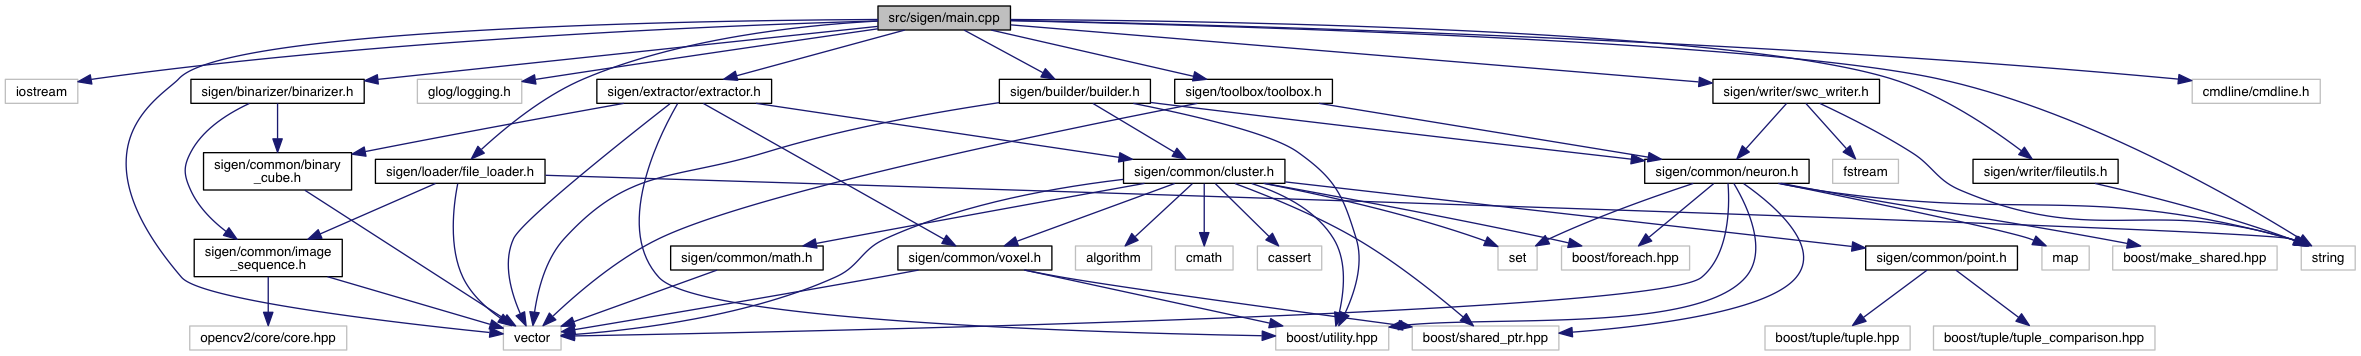 src/sigen/main.cpp
iostream
sigen/binarizer/binarizer.h
glog/logging.h
sigen/extractor/extractor.h
sigen/builder/builder.h
sigen/toolbox/toolbox.h
sigen/writer/swc_writer.h
cmdline/cmdline.h
sigen/common/binary
_cube.h
sigen/loader/file_loader.h
sigen/common/cluster.h
sigen/common/neuron.h
fstream
sigen/writer/fileutils.h
sigen/common/image
_sequence.h
sigen/common/math.h
sigen/common/voxel.h
algorithm
cmath
cassert
set
boost/foreach.hpp
sigen/common/point.h
map
boost/make_shared.hpp
string
opencv2/core/core.hpp
vector
boost/utility.hpp
boost/shared_ptr.hpp
boost/tuple/tuple.hpp
boost/tuple/tuple_comparison.hpp